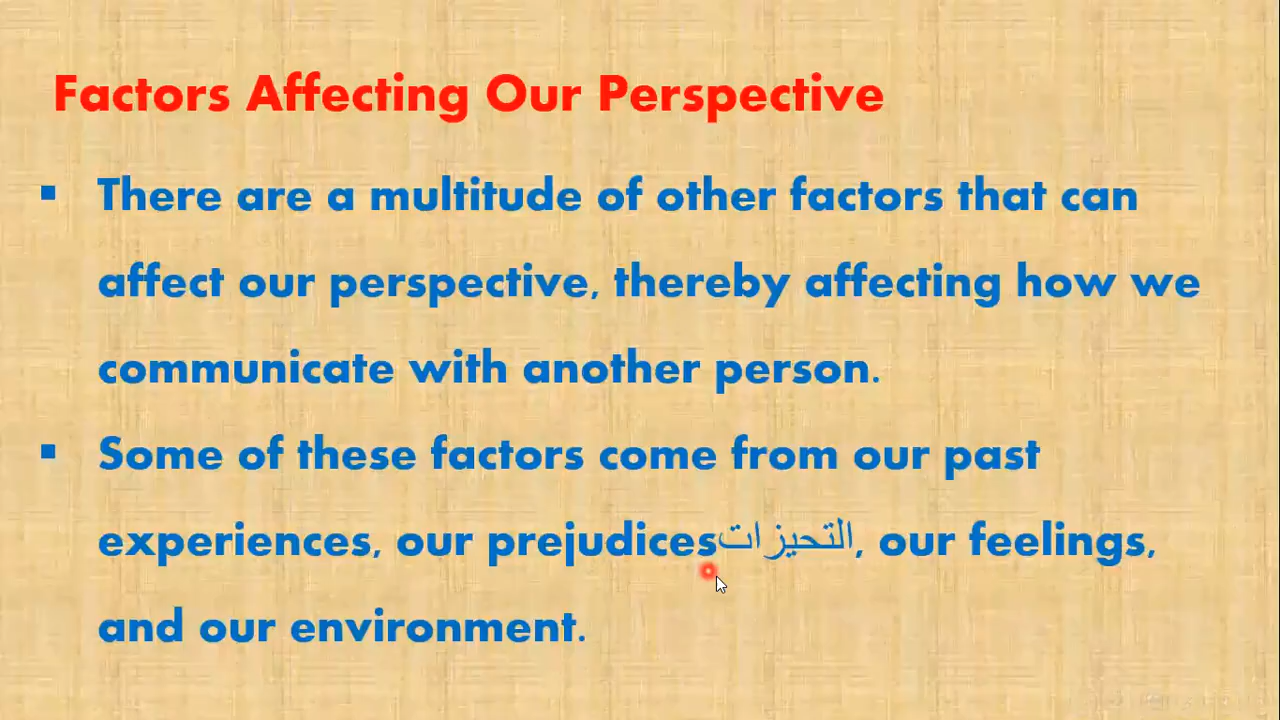 Factors Affecting Our Perspective
▪ There are a multitude of other factors that can
affect our perspective, thereby affecting how we
communicate with another person.
▪ Some of these factors come from our past
experiences, our prejudicesالتحيزات, our feelings,
and our environment.